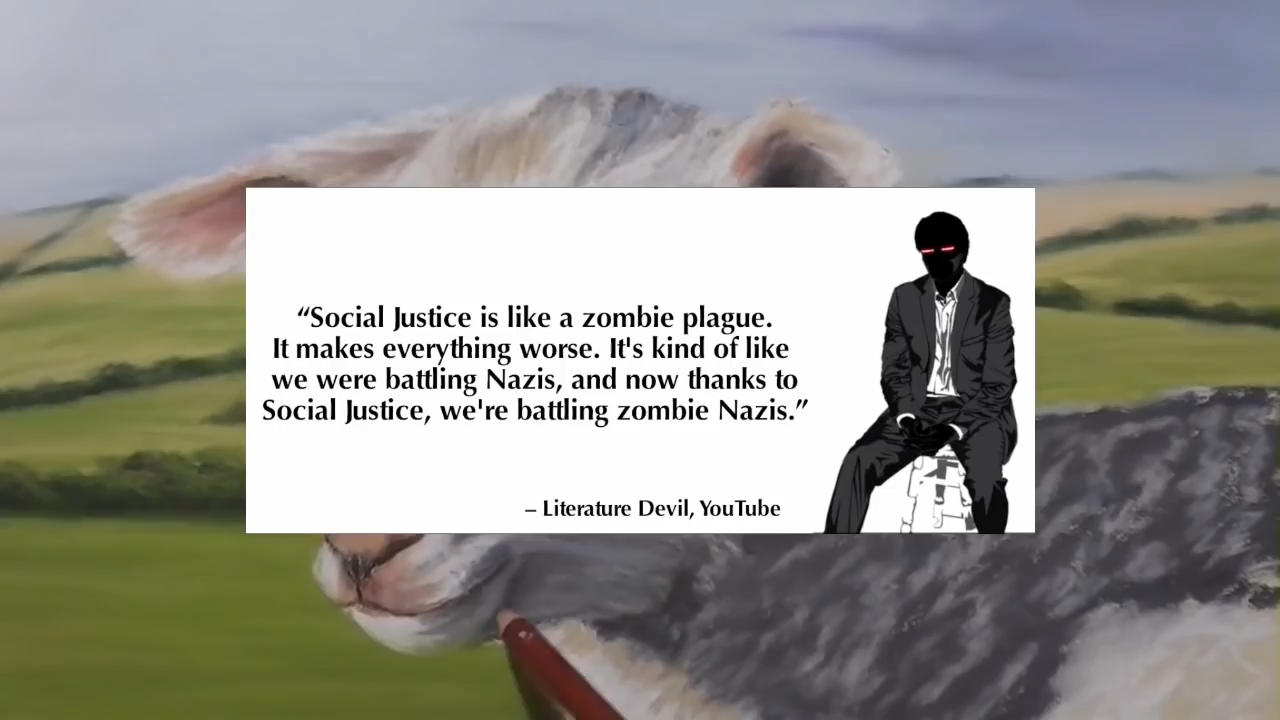 “Social Justice is like a zombie plague.
It makes everything worse. It's kind of like
we were battling Nazis, and now thanks to
Social Justice, we're battling zombie Nazis.”
– Literature Devil, YouTube